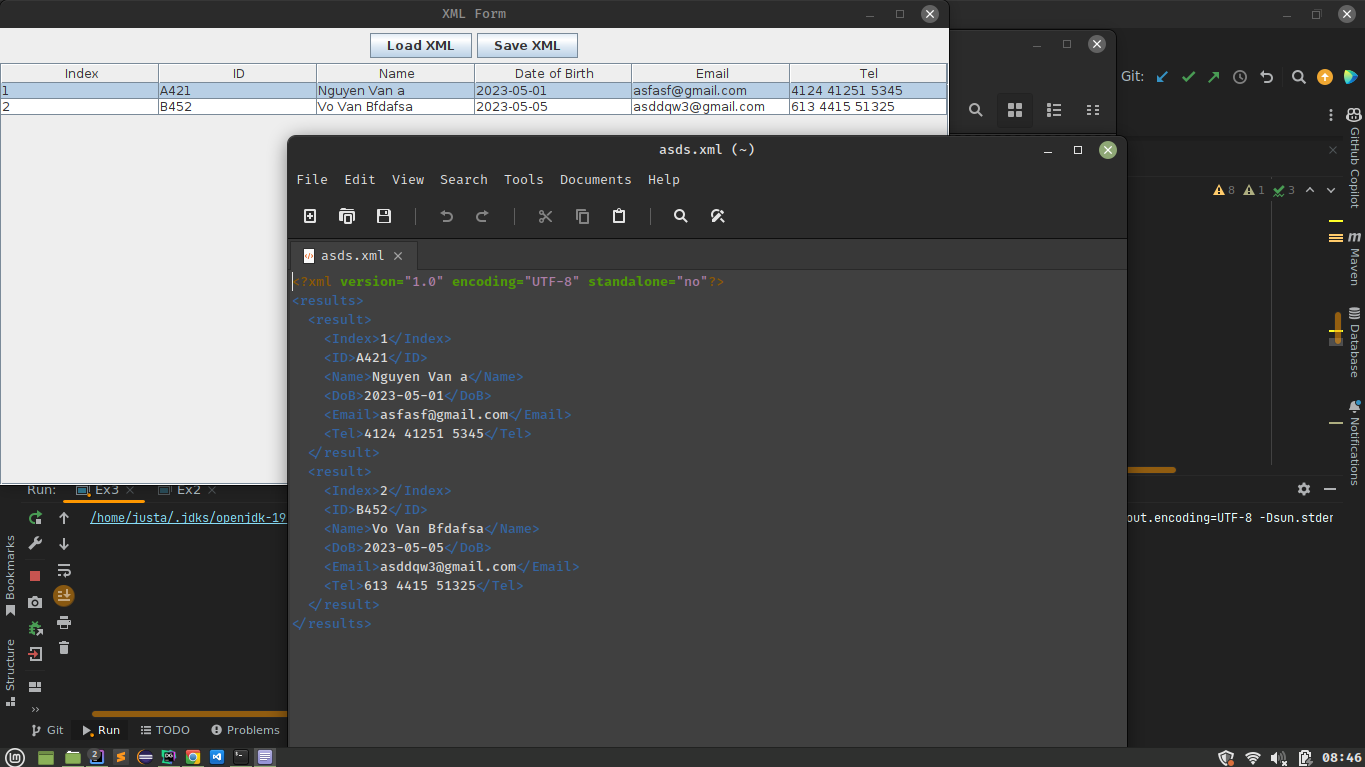 XML Form
Load XML Save XML
Index ID Name Date of Birth Email Tel
1 A421 Nguyen Van a 2023-05-01 asfasf@gmail.com 4124 41251 5345
2 B452 Vo Van Bfdafsa 2023-05-05 asddqw3@gmail.com 613 4415 51325
Git:
8 1 3
GitHub Copilot
Maven
Database
Notifications
asds.xml (~)
File Edit View Search Tools Documents Help
asds.xml
<?xml version="1.0" encoding="UTF-8" standalone="no"?>
<results>
<result>
<Index>1</Index>
<ID>A421</ID>
<Name>Nguyen Van a</Name>
<DoB>2023-05-01</DoB>
<Email>asfasf@gmail.com</Email>
<Tel>4124 41251 5345</Tel>
</result>
<result>
<Index>2</Index>
<ID>B452</ID>
<Name>Vo Van Bfdafsa</Name>
<DoB>2023-05-05</DoB>
<Email>asddqw3@gmail.com</Email>
<Tel>613 4415 51325</Tel>
</result>
</results>
Run: Ex3 Ex2
/home/justa/.jdks/openjdk-19
out.encoding=UTF-8 -Dsun.stder
Bookmarks
Structure
Git Run TODO Problems
08:46